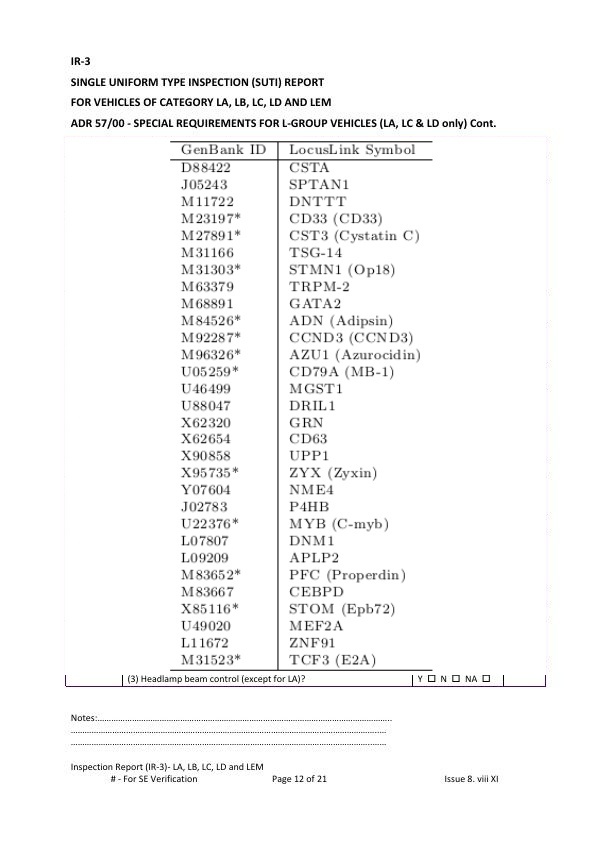 IR-3
SINGLE UNIFORM TYPE INSPECTION (SUTI) REPORT
FOR VEHICLES OF CATEGORY LA, LB, LC, LD AND LEM
ADR 57/00 - SPECIAL REQUIREMENTS FOR L-GROUP VEHICLES (LA, LC & LD only) Cont.
GenBank ID LocusLink Symbol
D88422 CSTA
J05243 SPTAN1
M11722 DNTTT
M23197* CD33 (CD33)
M27891* CST3 (Cystatin C)
M31166 TSG-14
M31303* STMN1 (Op18)
M63379 TRPM-2
M68891 GATA2
M84526* ADN (Adipsin)
M92287* CCND3 (CCND3)
M96326* AZU1 (Azurocidin)
U05259* CD79A (MB-1)
U46499 MGST1
U88047 DRIL1
X62320 GRN
X62654 CD63
X90858 UPP1
X95735* ZYX (Zyxin)
Y07604 NME4
J02783 P4HB
U22376* MYB (C-myb)
L07807 DNM1
L09209 APLP2
M83652* PFC (Properdin)
M83667 CEBPD
X85116* STOM (Epb72)
U49020 MEF2A
L11672 ZNF91
M31523* TCF3 (E2A)
(3) Headlamp beam control (except for LA)? Y ☐ N ☐ NA ☐
Notes:……………………………………………………………………………………………..
………………………………………………………………………………………………
………………………………………………………………………………………………
Inspection Report (IR-3)- LA, LB, LC, LD and LEM
# - For SE Verification Page 12 of 21 Issue 8. viii XI